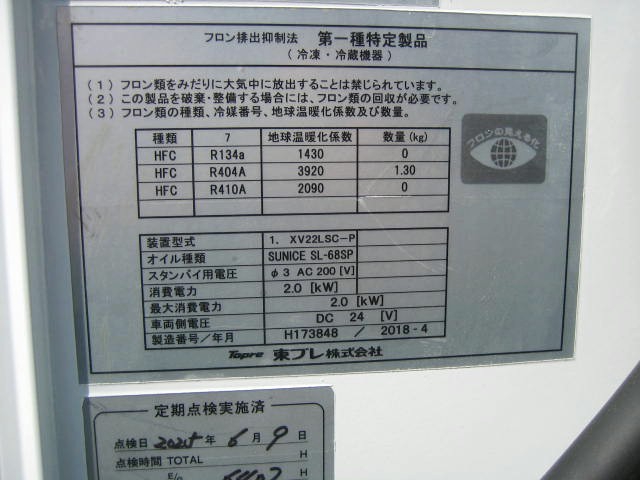 フロン排出抑制法 第一種特定製品
(冷凍・冷蔵機器)
(1) フロン類をみだりに大気中に放出することは禁じられています。
(2) この製品を破棄・整備する場合には、フロン類の回収が必要です。
(3) フロン類の種類、冷媒番号、地球温暖化係数及び数量。
種類 7 地球温暖化係数 数量(kg)
HFC R134a 1430 0
HFC R404A 3920 1.30
HFC R410A 2090 0
フロンの見える化
装置型式 1. XV22LSC-P
オイル種類 SUNICE SL-68SP
スタンバイ用電圧 φ3 AC200[V]
消費電力 2.0 [kW]
最大消費電力 2.0 [kW]
車両側電圧 DC 24 [V]
製造番号/年月 H173848 / 2018-4
Topre 東プレ株式会社
定期点検実施済
点検日 2025年 6月 9日
点検時間 TOTAL H
E/G H